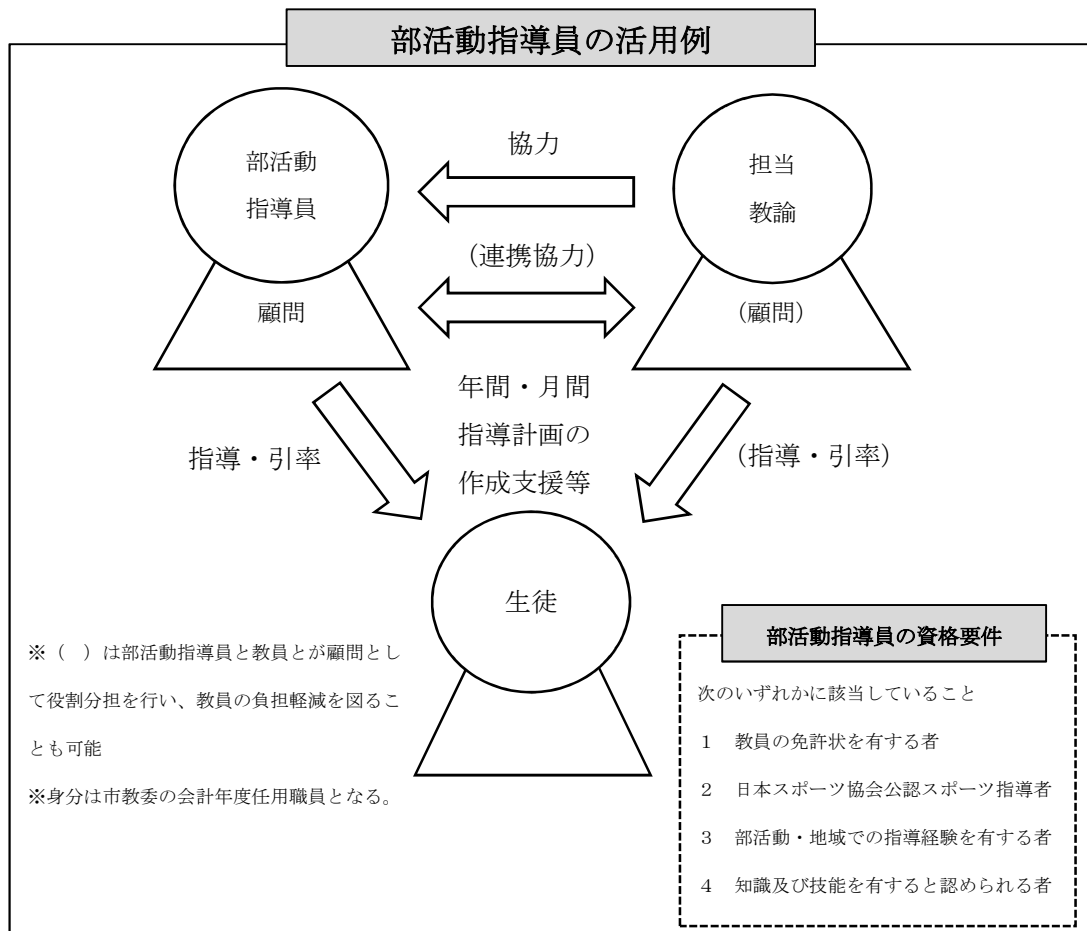 部活動指導員の活用例
部活動
指導員
顧問
協力
(連携協力)
担当
教諭
(顧問)
年間・月間
指導計画の
作成支援等
指導・引率
(指導・引率)
生徒
※（　）は部活動指導員と教員とが顧問とし
て役割分担を行い、教員の負担軽減を図るこ
とも可能
※身分は市教委の会計年度任用職員となる。
部活動指導員の資格要件
次のいずれかに該当していること
１　教員の免許状を有する者
２　日本スポーツ協会公認スポーツ指導者
３　部活動・地域での指導経験を有する者
４　知識及び技能を有すると認められる者